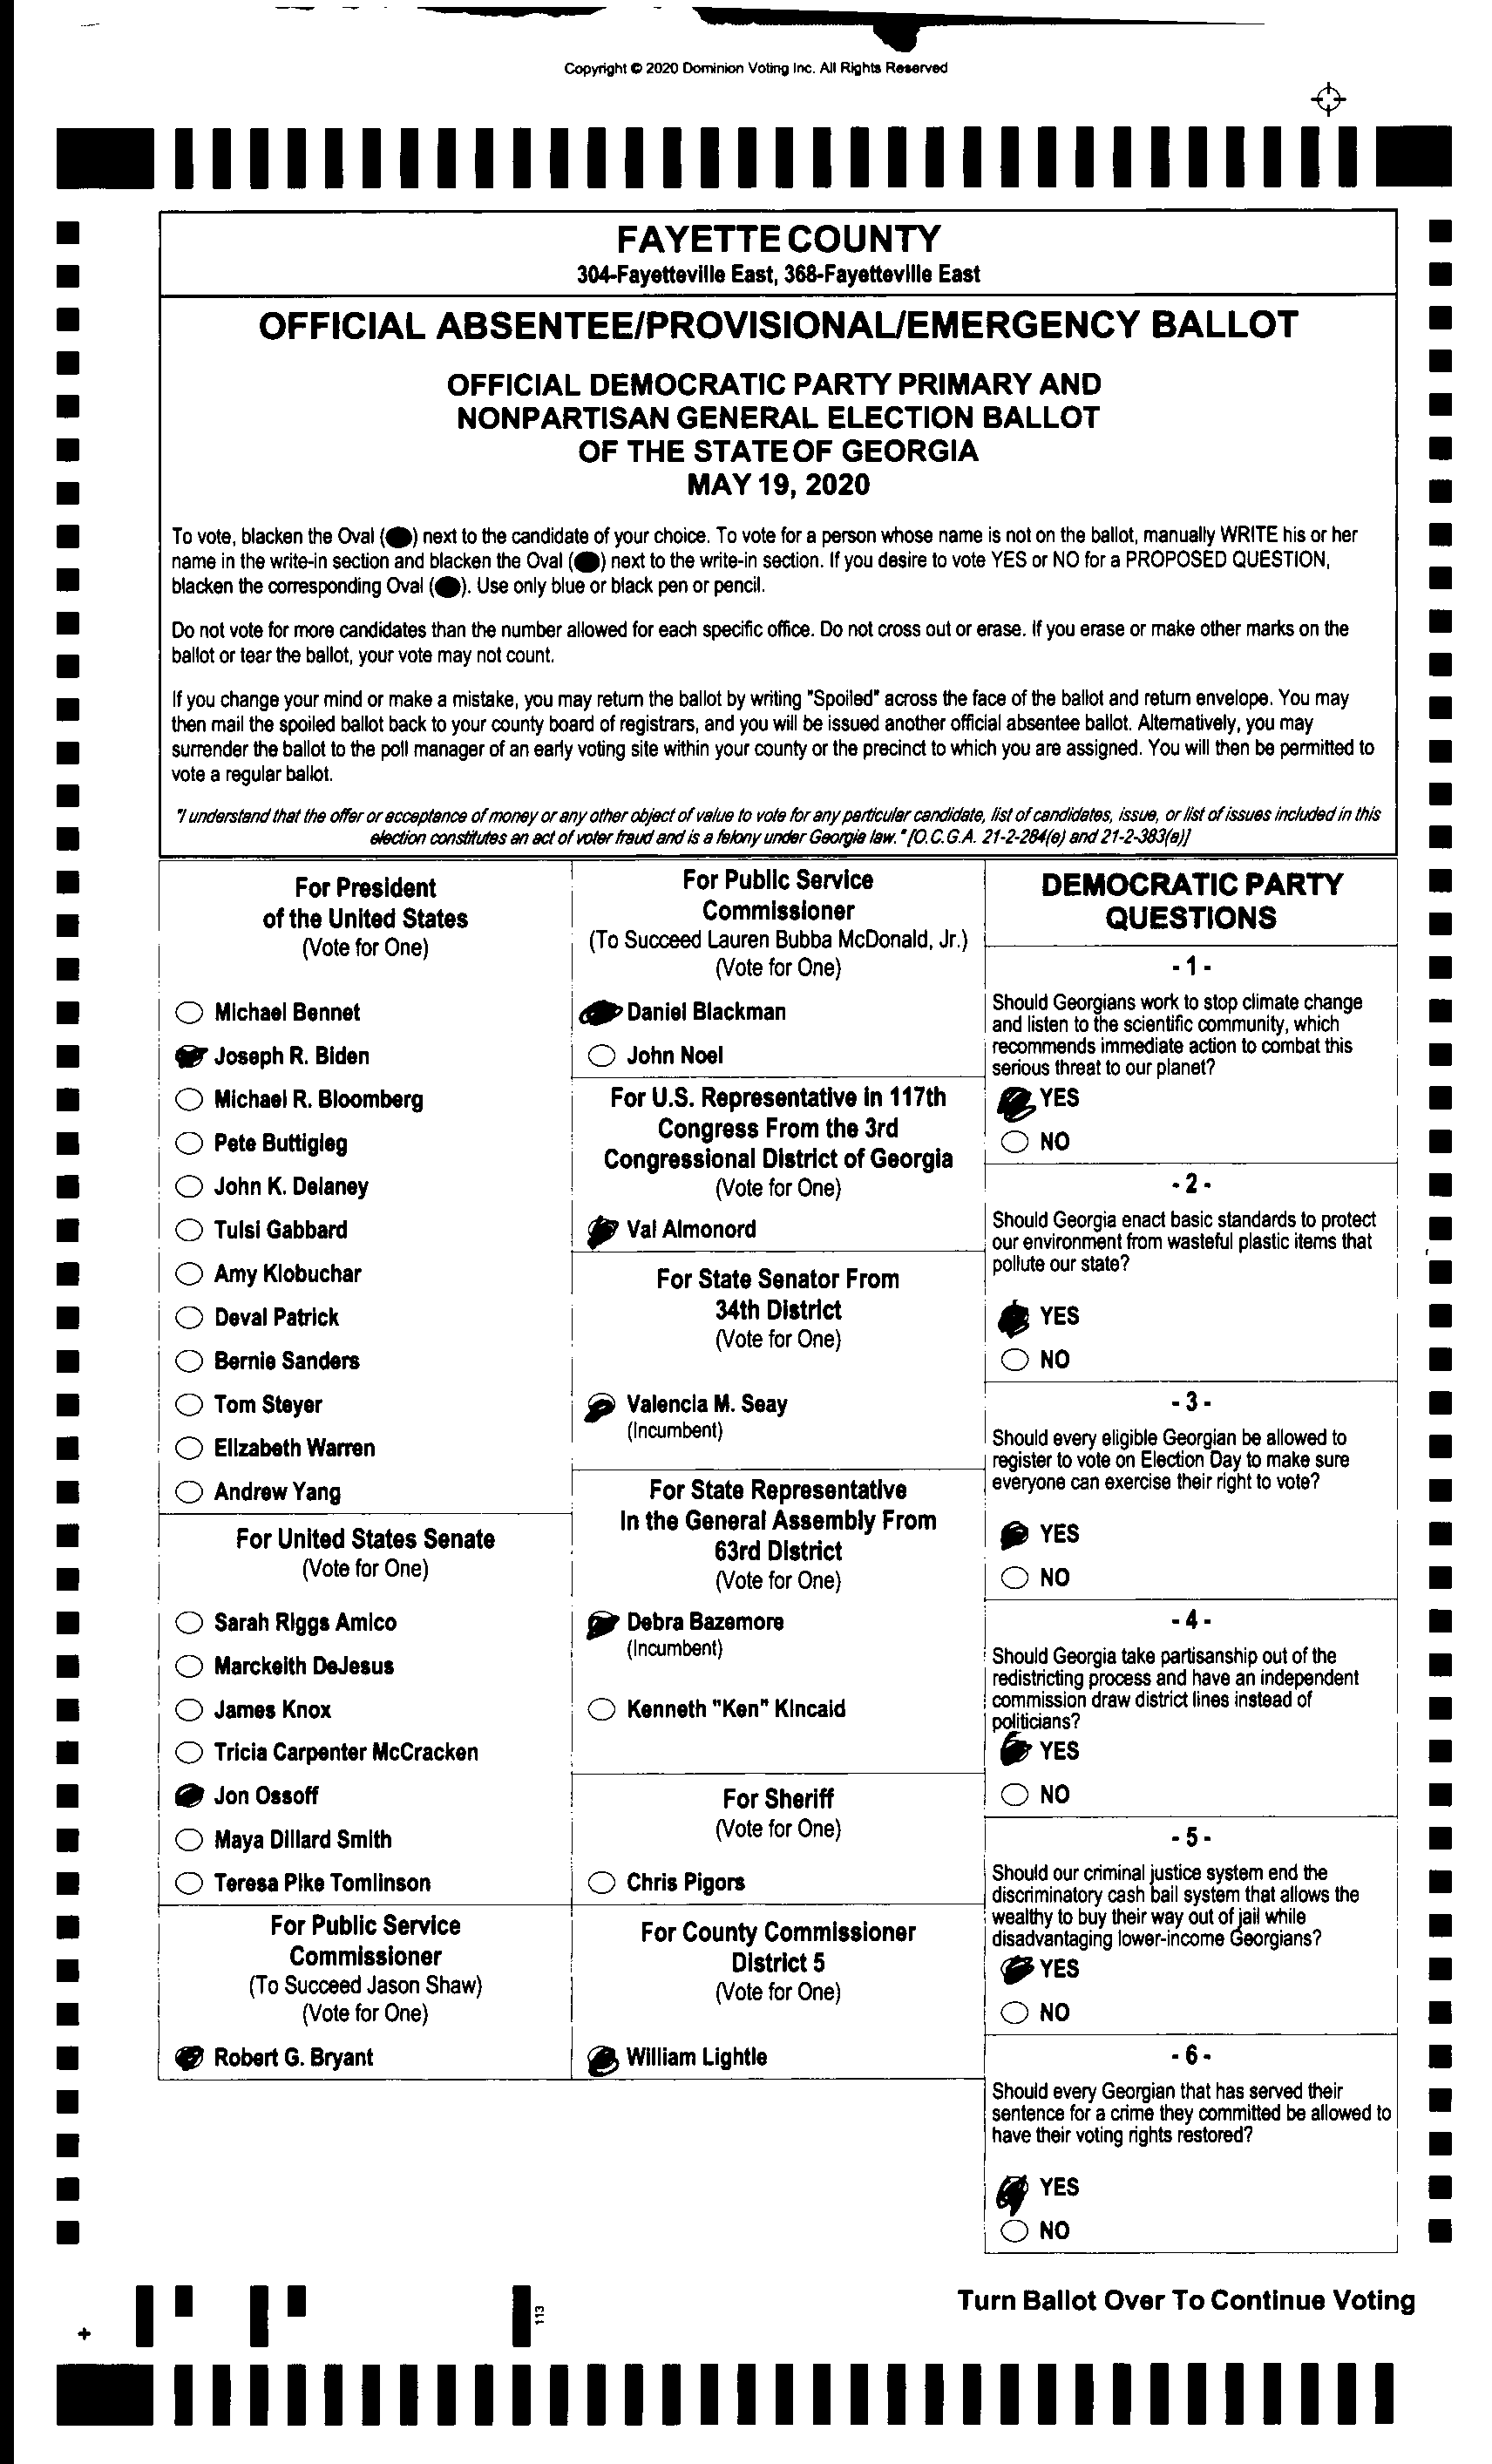 Copyright © 2020 Dominion Voting Inc. All Rights Reserved
FAYETTE COUNTY
304-Fayetteville East, 368-Fayetteville East
OFFICIAL ABSENTEE/PROVISIONAL/EMERGENCY BALLOT
OFFICIAL DEMOCRATIC PARTY PRIMARY AND
NONPARTISAN GENERAL ELECTION BALLOT
OF THE STATE OF GEORGIA
MAY 19, 2020
To vote, blacken the Oval ( ) next to the candidate of your choice. To vote for a person whose name is not on the ballot, manually WRITE his or her
name in the write-in section and blacken the Oval ( ) next to the write-in section. If you desire to vote YES or NO for a PROPOSED QUESTION,
blacken the corresponding Oval ( ). Use only blue or black pen or pencil.
Do not vote for more candidates than the number allowed for each specific office. Do not cross out or erase. If you erase or make other marks on the
ballot or tear the ballot, your vote may not count.
If you change your mind or make a mistake, you may return the ballot by writing "Spoiled" across the face of the ballot and return envelope. You may
then mail the spoiled ballot back to your county board of registrars, and you will be issued another official absentee ballot. Alternatively, you may
surrender the ballot to the poll manager of an early voting site within your county or the precinct to which you are assigned. You will then be permitted to
vote a regular ballot.
"I understand that the offer or acceptance of money or any other object of value to vote for any particular candidate, list of candidates, issue, or list of issues included in this
election constitutes an act of voter fraud and is a felony under Georgia law." [O.C.G.A. 21-2-284(e) and 21-2-383(a)]
For President
of the United States
(Vote for One)
Michael Bennet
Joseph R. Biden
Michael R. Bloomberg
Pete Buttigieg
John K. Delaney
Tulsi Gabbard
Amy Klobuchar
Deval Patrick
Bernie Sanders
Tom Steyer
Elizabeth Warren
Andrew Yang
For United States Senate
(Vote for One)
Sarah Riggs Amico
Marckeith DeJesus
James Knox
Tricia Carpenter McCracken
Jon Ossoff
Maya Dillard Smith
Teresa Pike Tomlinson
For Public Service
Commissioner
(To Succeed Jason Shaw)
(Vote for One)
Robert G. Bryant
For Public Service
Commissioner
(To Succeed Lauren Bubba McDonald, Jr.)
(Vote for One)
Daniel Blackman
John Noel
For U.S. Representative in 117th
Congress From the 3rd
Congressional District of Georgia
(Vote for One)
Val Almonord
For State Senator From
34th District
(Vote for One)
Valencia M. Seay
(Incumbent)
For State Representative
In the General Assembly From
63rd District
(Vote for One)
Debra Bazemore
(Incumbent)
Kenneth "Ken" Kincaid
For Sheriff
(Vote for One)
Chris Pigors
For County Commissioner
District 5
(Vote for One)
William Lightle
DEMOCRATIC PARTY
QUESTIONS
- 1 -
Should Georgians work to stop climate change
and listen to the scientific community, which
recommends immediate action to combat this
serious threat to our planet?
YES
NO
- 2 -
Should Georgia enact basic standards to protect
our environment from wasteful plastic items that
pollute our state?
YES
NO
- 3 -
Should every eligible Georgian be allowed to
register to vote on Election Day to make sure
everyone can exercise their right to vote?
YES
NO
- 4 -
Should Georgia take partisanship out of the
redistricting process and have an independent
commission draw district lines instead of
politicians?
YES
NO
- 5 -
Should our criminal justice system end the
discriminatory cash bail system that allows the
wealthy to buy their way out of jail while
disadvantaging lower-income Georgians?
YES
NO
- 6 -
Should every Georgian that has served their
sentence for a crime they committed be allowed to
have their voting rights restored?
YES
NO
Turn Ballot Over To Continue Voting
113